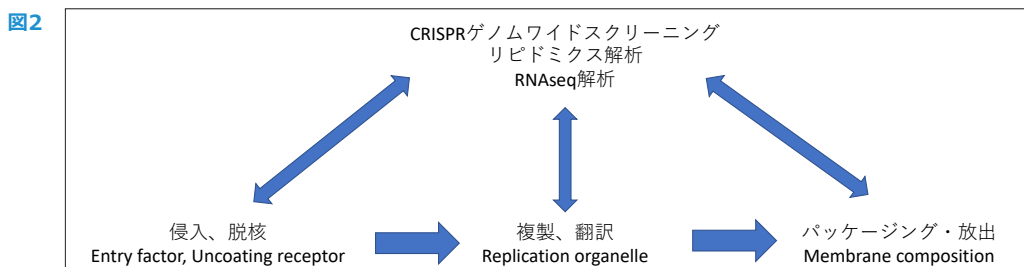 図2
CRISPRゲノムワイドスクリーニング
リピドミクス解析
RNAseq解析
侵入、脱核
Entry factor, Uncoating receptor
複製、翻訳
Replication organelle
パッケージング・放出
Membrane composition